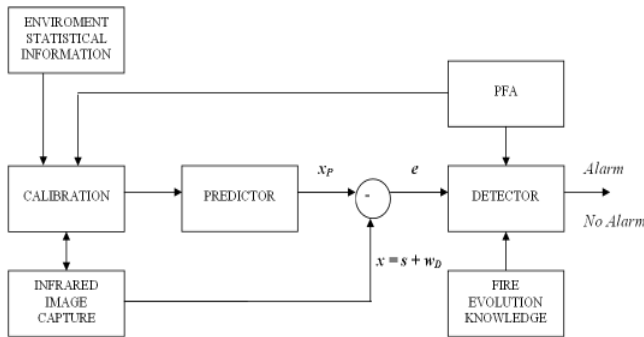 ENVIROMENT
STATISTICAL
INFORMATION
PFA
CALIBRATION
PREDICTOR
x_P
-
e
DETECTOR
Alarm
No Alarm
x = s + w_D
INFRARED
IMAGE
CAPTURE
FIRE
EVOLUTION
KNOWLEDGE